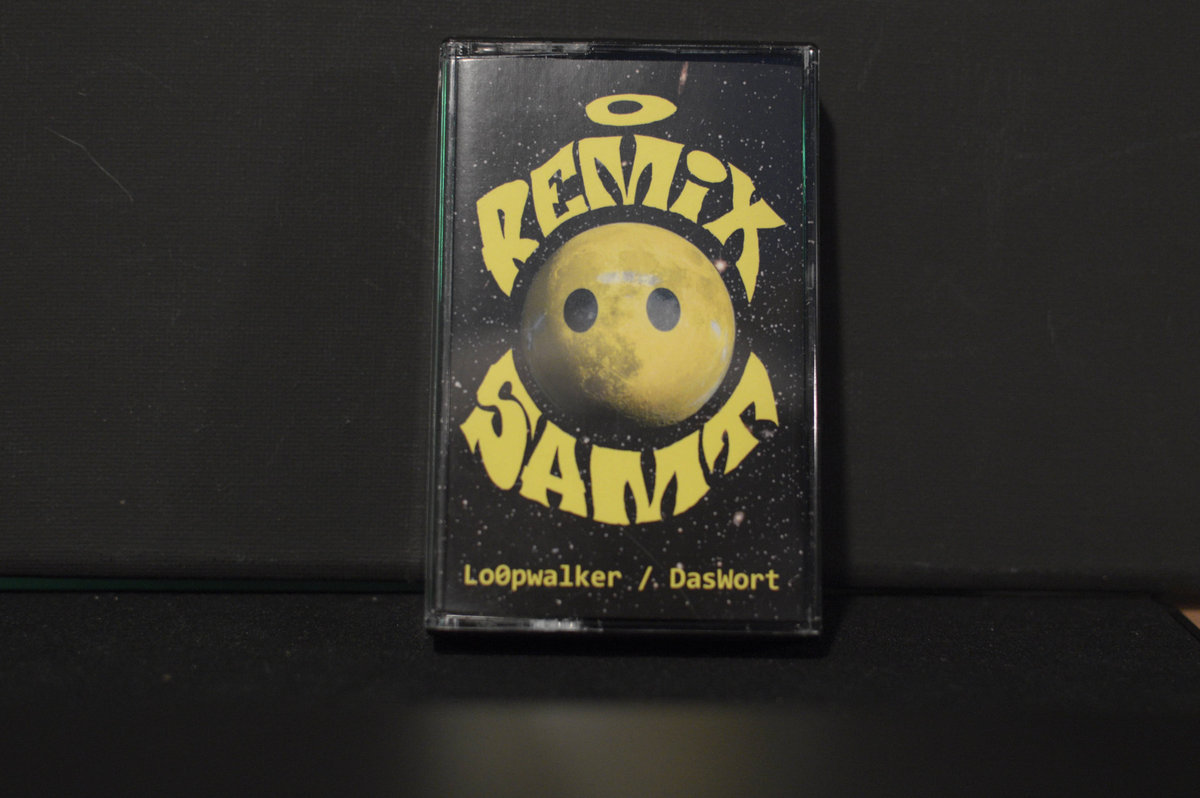 REMiX
SAMT
Lo0pwalker / DasWort